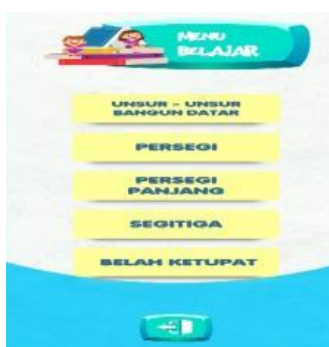 MENU
BELAJAR
UNSUR - UNSUR
BANGUN DATAR
PERSEGI
PERSEGI
PANJANG
SEGITIGA
BELAH KETUPAT